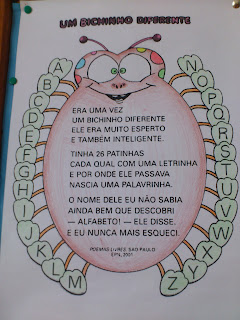 UM BICHINHO DIFERENTE
ERA UMA VEZ
UM BICHINHO DIFERENTE
ELE ERA MUITO ESPERTO
E TAMBÉM INTELIGENTE.
TINHA 26 PATINHAS
CADA QUAL COM UMA LETRINHA
E POR ONDE ELE PASSAVA
NASCIA UMA PALAVRINHA.
O NOME DELE EU NÃO SABIA
AINDA BEM QUE DESCOBRI
— ALFABETO! — ELE DISSE.
E EU NUNCA MAIS ESQUECI.
POEMAS LIVRES, SÃO PAULO
2001
A
B
C
D
E
F
G
H
I
J
K
L
M
N
O
P
Q
R
S
T
U
V
W
X
Y
Z